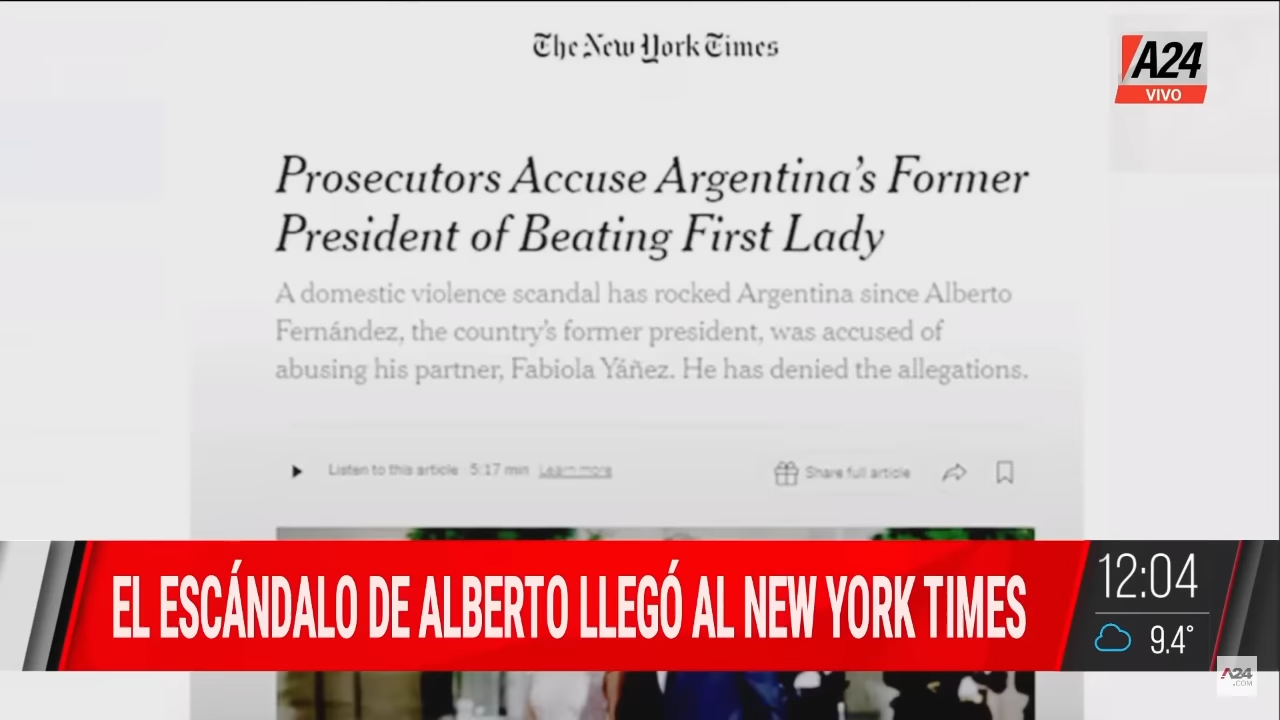 The New York Times
A24
VIVO
Prosecutors Accuse Argentina's Former
President of Beating First Lady
A domestic violence scandal has rocked Argentina since Alberto
Fernández, the country's former president, was accused of
abusing his partner, Fabiola Yáñez. He has denied the allegations.
Listen to this article · 5:17 min Learn more
Share full article
EL ESCÁNDALO DE ALBERTO LLEGÓ AL NEW YORK TIMES
12:04
9.4°
A24
.COM